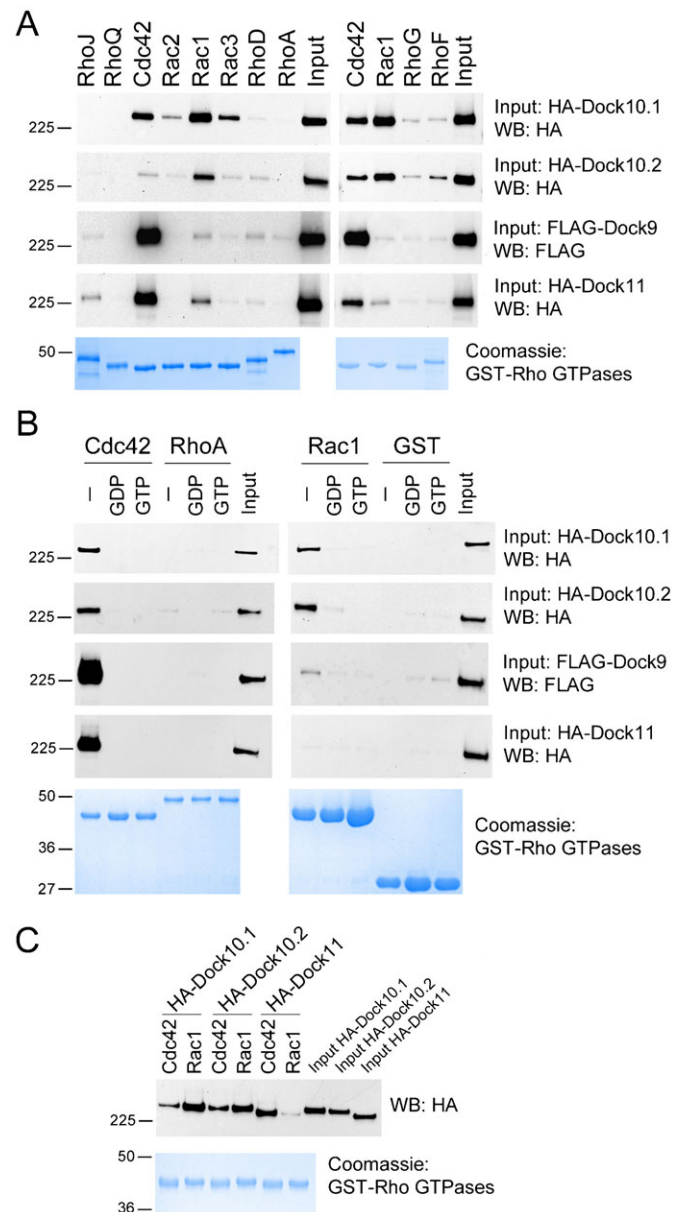 A
RhoJ RhoQ Cdc42 Rac2 Rac1 Rac3 RhoD RhoA Input Cdc42 Rac1 RhoG RhoF Input
225 Input: HA-Dock10.1
WB: HA
225 Input: HA-Dock10.2
WB: HA
225 Input: FLAG-Dock9
WB: FLAG
225 Input: HA-Dock11
WB: HA
50 Coomassie:
GST-Rho GTPases
B
Cdc42 RhoA Rac1 GST
– GDP GTP – GDP GTP Input – GDP GTP – GDP GTP Input
225 Input: HA-Dock10.1
WB: HA
225 Input: HA-Dock10.2
WB: HA
225 Input: FLAG-Dock9
WB: FLAG
225 Input: HA-Dock11
WB: HA
50
36 Coomassie:
GST-Rho GTPases
27
C
HA-Dock10.1 HA-Dock10.2 HA-Dock11
Cdc42 Rac1 Cdc42 Rac1 Cdc42 Rac1 Input HA-Dock10.1 Input HA-Dock10.2 Input HA-Dock11
225 WB: HA
50 Coomassie:
GST-Rho GTPases
36